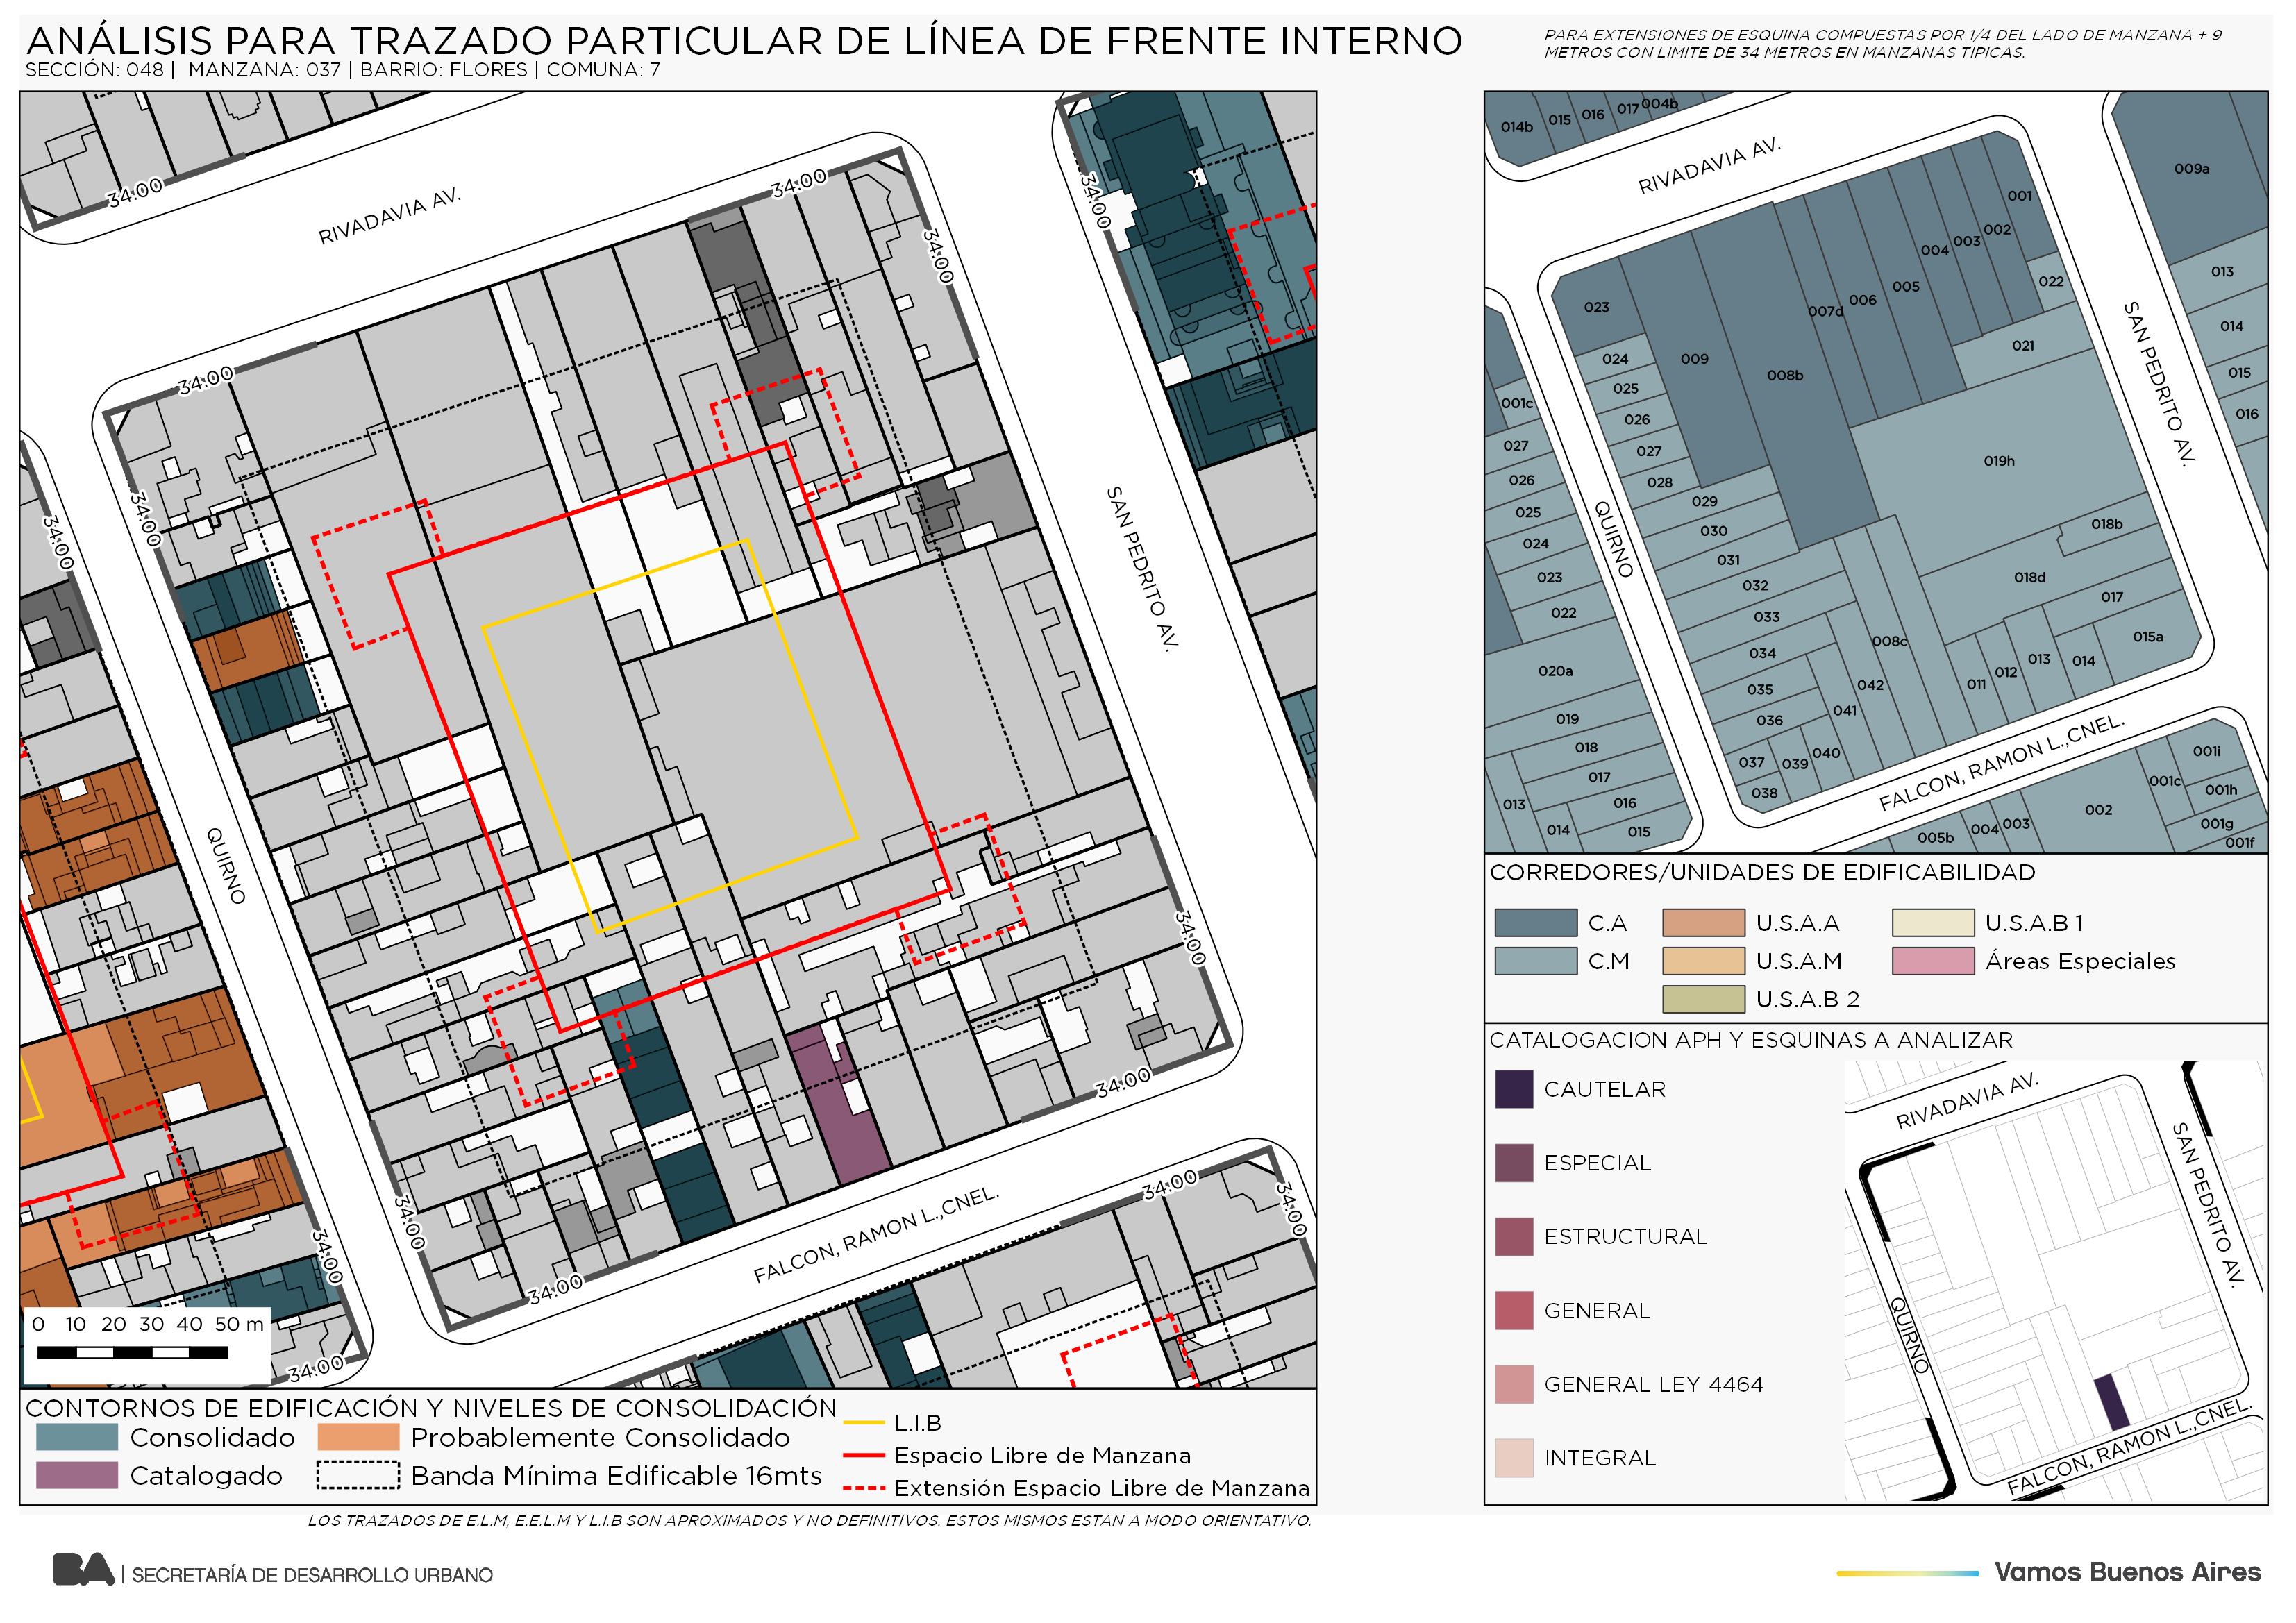 ANÁLISIS PARA TRAZADO PARTICULAR DE LÍNEA DE FRENTE INTERNO
SECCIÓN: 048 | MANZANA: 037 | BARRIO: FLORES | COMUNA: 7
PARA EXTENSIONES DE ESQUINA COMPUESTAS POR 1/4 DEL LADO DE MANZANA + 9
METROS CON LIMITE DE 34 METROS EN MANZANAS TIPICAS.
34.00
RIVADAVIA AV.
34.00
34.00
34.00
34.00
34.00
34.00
SAN PEDRITO AV.
QUIRNO
34.00
34.00
34.00
34.00
FALCON, RAMON L.,CNEL.
34.00
34.00
34.00
34.00
0 10 20 30 40 50 m
CONTORNOS DE EDIFICACIÓN Y NIVELES DE CONSOLIDACIÓN
Consolidado
Probablemente Consolidado
Catalogado
Banda Mínima Edificable 16mts
L.I.B
Espacio Libre de Manzana
Extensión Espacio Libre de Manzana
LOS TRAZADOS DE E.L.M, E.E.L.M Y L.I.B SON APROXIMADOS Y NO DEFINITIVOS. ESTOS MISMOS ESTAN A MODO ORIENTATIVO.
014b
015
016
017
004b
RIVADAVIA AV.
009a
001
002
003
004
005
006
007d
008b
009
023
022
021
013
014
015
016
024
025
026
027
028
029
030
031
032
033
034
035
036
037
038
039
040
041
042
008c
019h
018b
018d
017
015a
014
013
012
011
SAN PEDRITO AV.
QUIRNO
001c
027
026
025
024
023
022
020a
019
018
017
016
015
014
013
FALCON, RAMON L.,CNEL.
005b
004
003
002
001c
001i
001h
001g
001f
CORREDORES/UNIDADES DE EDIFICABILIDAD
C.A
U.S.A.A
U.S.A.B 1
C.M
U.S.A.M
Áreas Especiales
U.S.A.B 2
CATALOGACION APH Y ESQUINAS A ANALIZAR
CAUTELAR
ESPECIAL
ESTRUCTURAL
GENERAL
GENERAL LEY 4464
INTEGRAL
RIVADAVIA AV.
SAN PEDRITO AV.
QUIRNO
FALCON, RAMON L.,CNEL.
BA | SECRETARÍA DE DESARROLLO URBANO
Vamos Buenos Aires